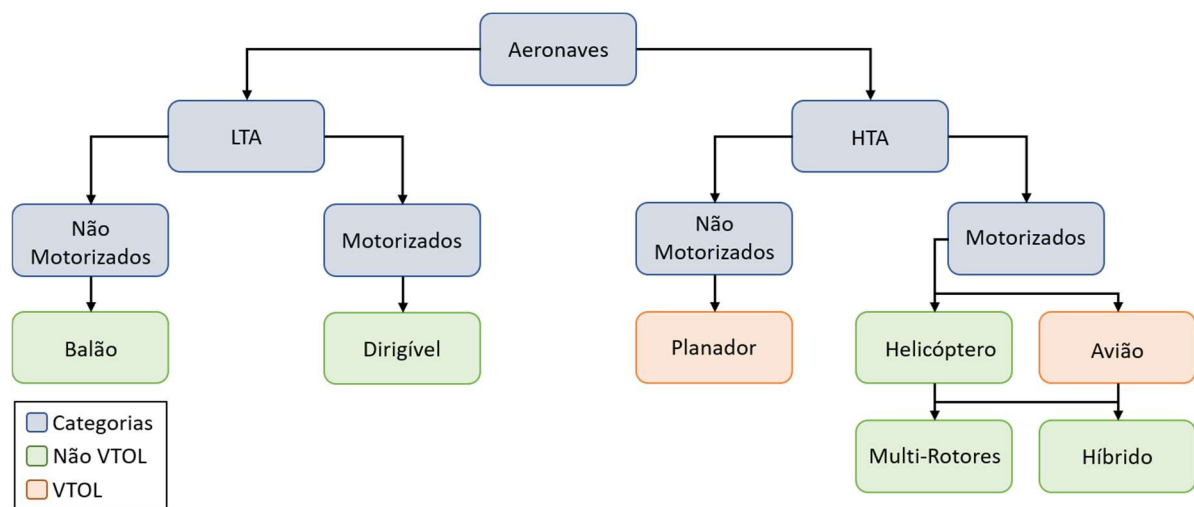 Aeronaves
LTA
HTA
Não
Motorizados
Motorizados
Não
Motorizados
Motorizados
Balão
Dirigível
Planador
Helicóptero
Avião
Multi-Rotores
Híbrido
Categorias
Não VTOL
VTOL